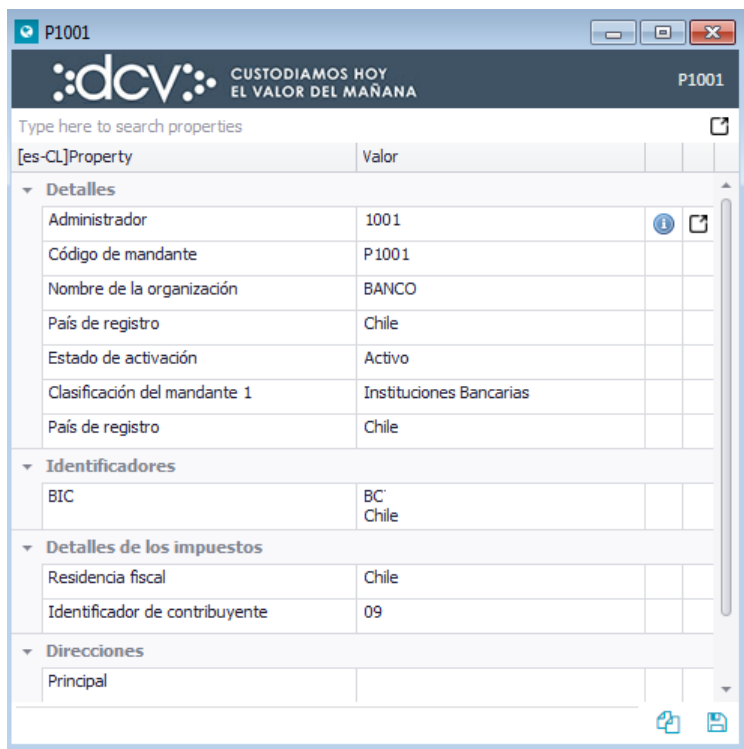 P1001
dcv
CUSTODIAMOS HOY
EL VALOR DEL MAÑANA
P1001
Type here to search properties
[es-CL]Property Valor
Detalles
Administrador 1001
Código de mandante P1001
Nombre de la organización BANCO
País de registro Chile
Estado de activación Activo
Clasificación del mandante 1 Instituciones Bancarias
País de registro Chile
Identificadores
BIC BC
Chile
Detalles de los impuestos
Residencia fiscal Chile
Identificador de contribuyente 09
Direcciones
Principal